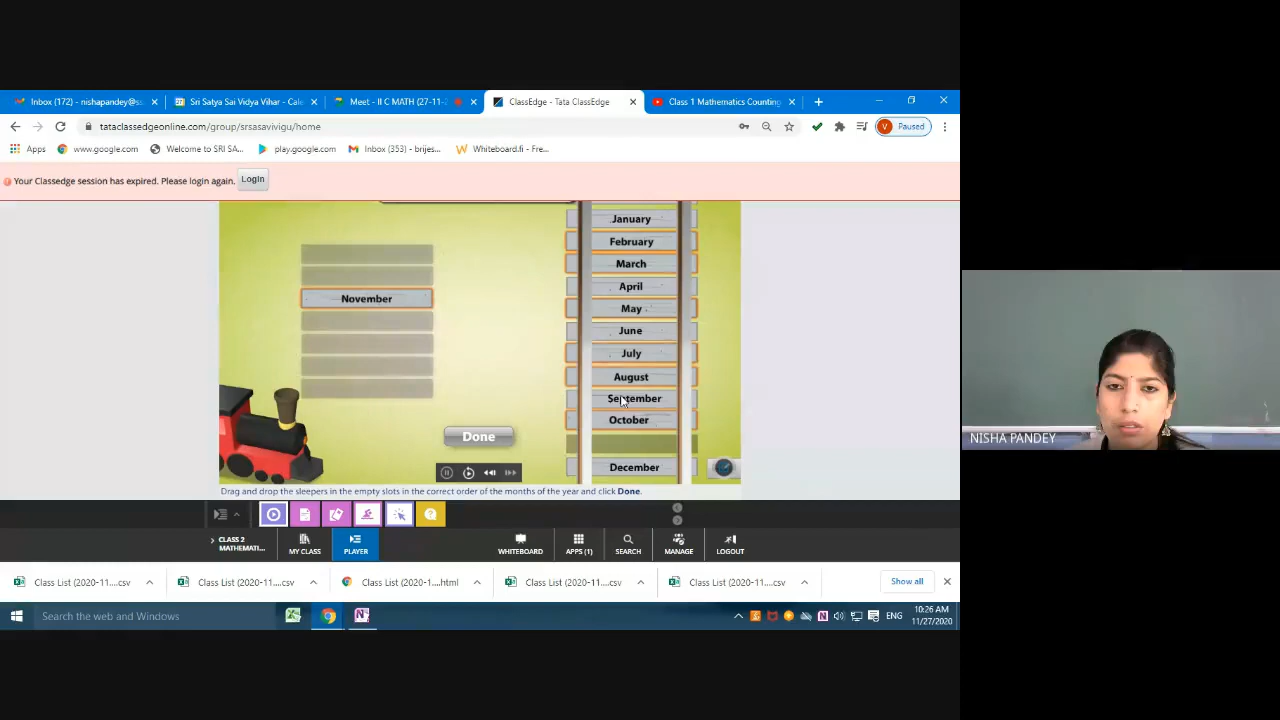 Inbox (172) - nishapandey@s
Sri Satya Sai Vidya Vihar - Cale
Meet - II C MATH (27-11-2
ClassEdge - Tata ClassEdge
Class 1 Mathematics Counting
tataclassedgeonline.com/group/srsasavivigu/home
V Paused
Apps
www.google.com
Welcome to SRI SA...
play.google.com
Inbox (353) - brijes...
Whiteboard.fi - Fre...
Your Classedge session has expired. Please login again.
Login
January
February
March
April
May
June
July
August
September
October
December
November
Done
NISHA PANDEY
Drag and drop the sleepers in the empty slots in the correct order of the months of the year and click Done.
CLASS 2
MATHEMATI...
MY CLASS
PLAYER
WHITEBOARD
APPS (1)
SEARCH
MANAGE
LOGOUT
Class List (2020-11....csv
Class List (2020-11....csv
Class List (2020-1....html
Class List (2020-11....csv
Class List (2020-11....csv
Show all
Search the web and Windows
ENG
10:26 AM
11/27/2020